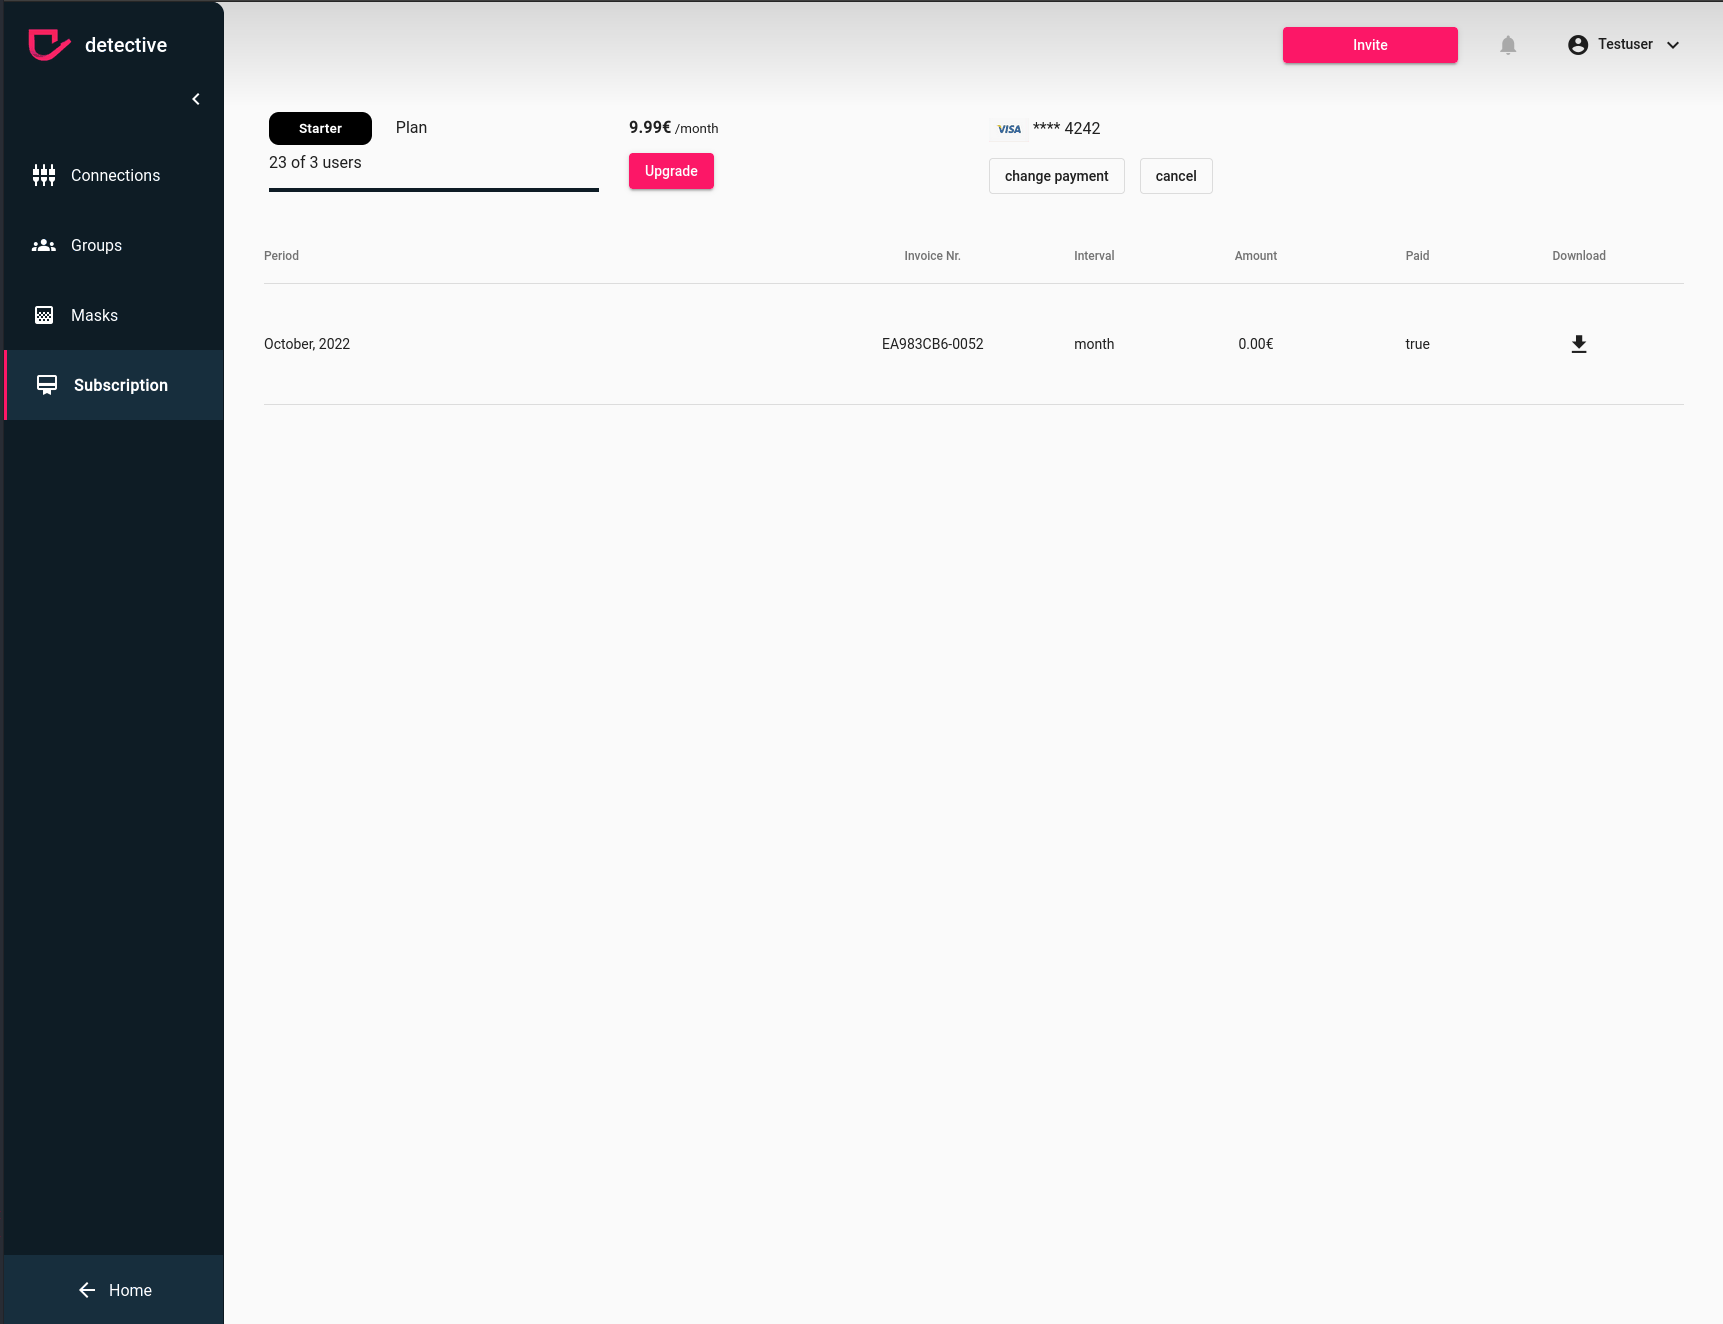 detective
Invite
Testuser
Starter Plan
23 of 3 users
9.99€ /month
Upgrade
VISA **** 4242
change payment
cancel
Connections
Groups
Masks
Subscription
Period Invoice Nr. Interval Amount Paid Download
October, 2022 EA983CB6-0052 month 0.00€ true
Home